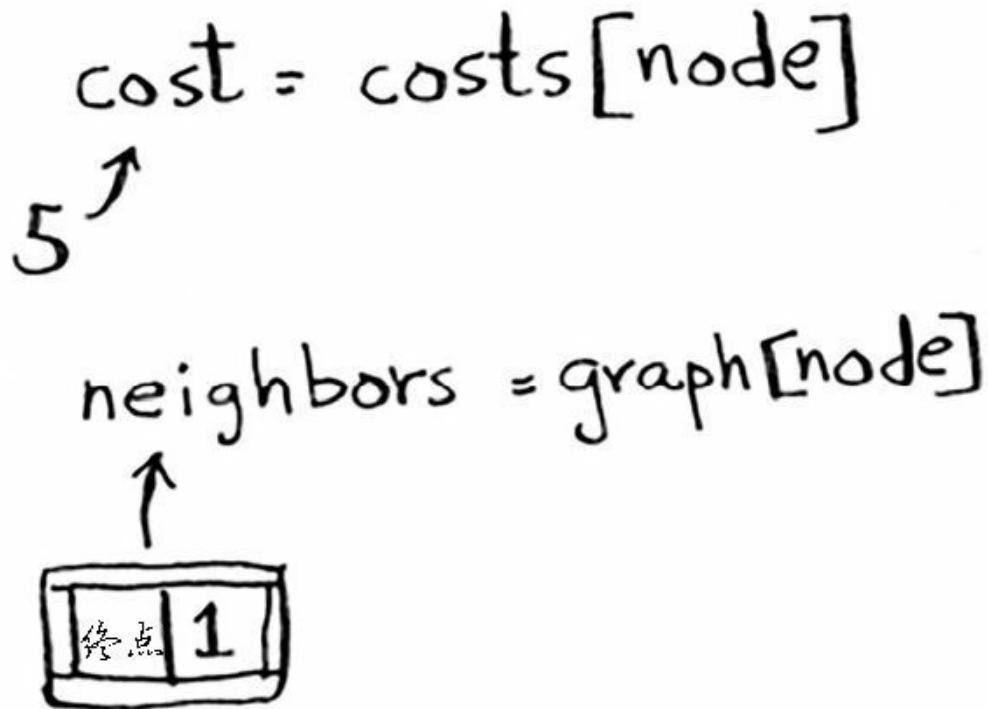 cost = costs[node]
5
neighbors = graph[node]
终点 1